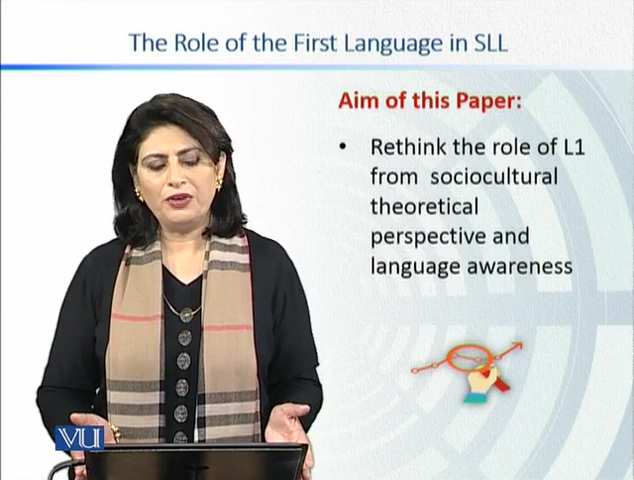 The Role of the First Language in SLL
Aim of this Paper:
• Rethink the role of L1
from sociocultural
theoretical
perspective and
language awareness
VU